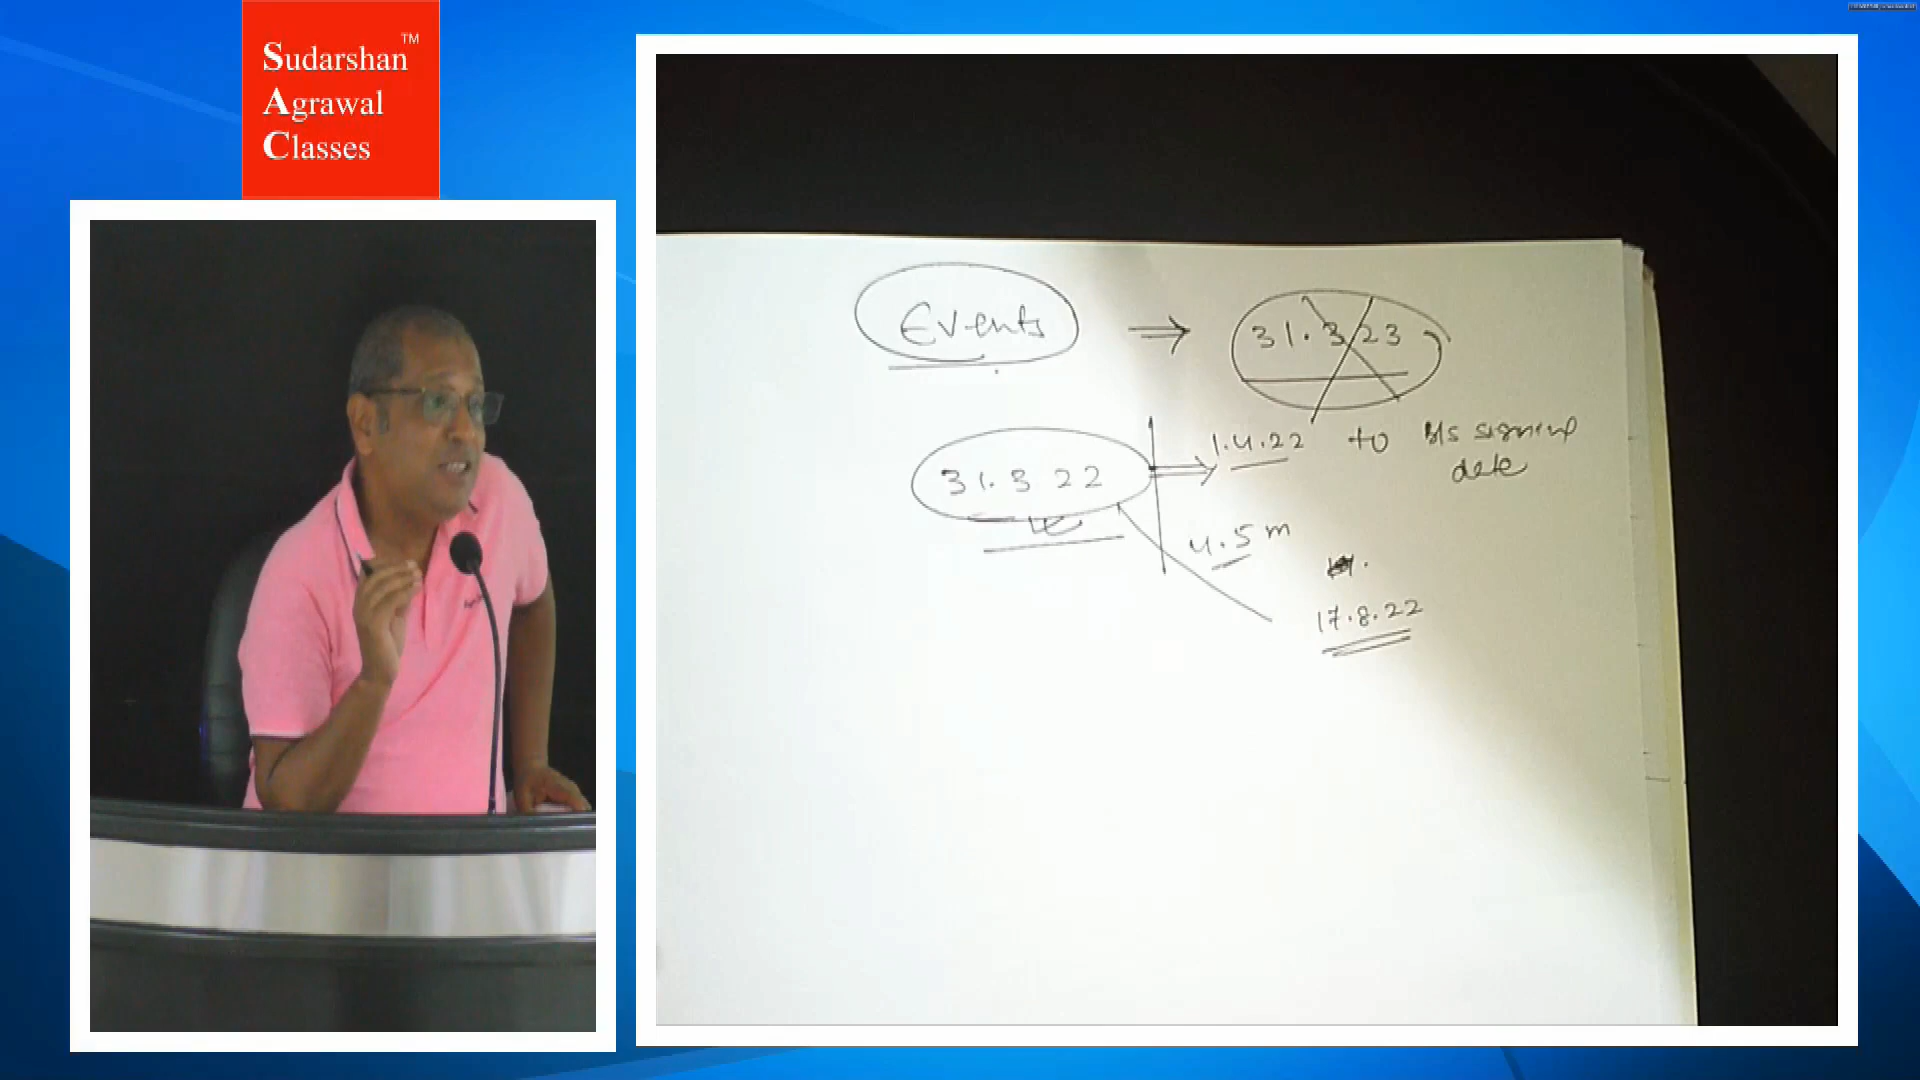 Sudarshan™
Agrawal
Classes
Events ⇒ 31.3 23
31.3 22 ⇒ 1.4.22 to B/s signing
date
4.5 m
17.8.22